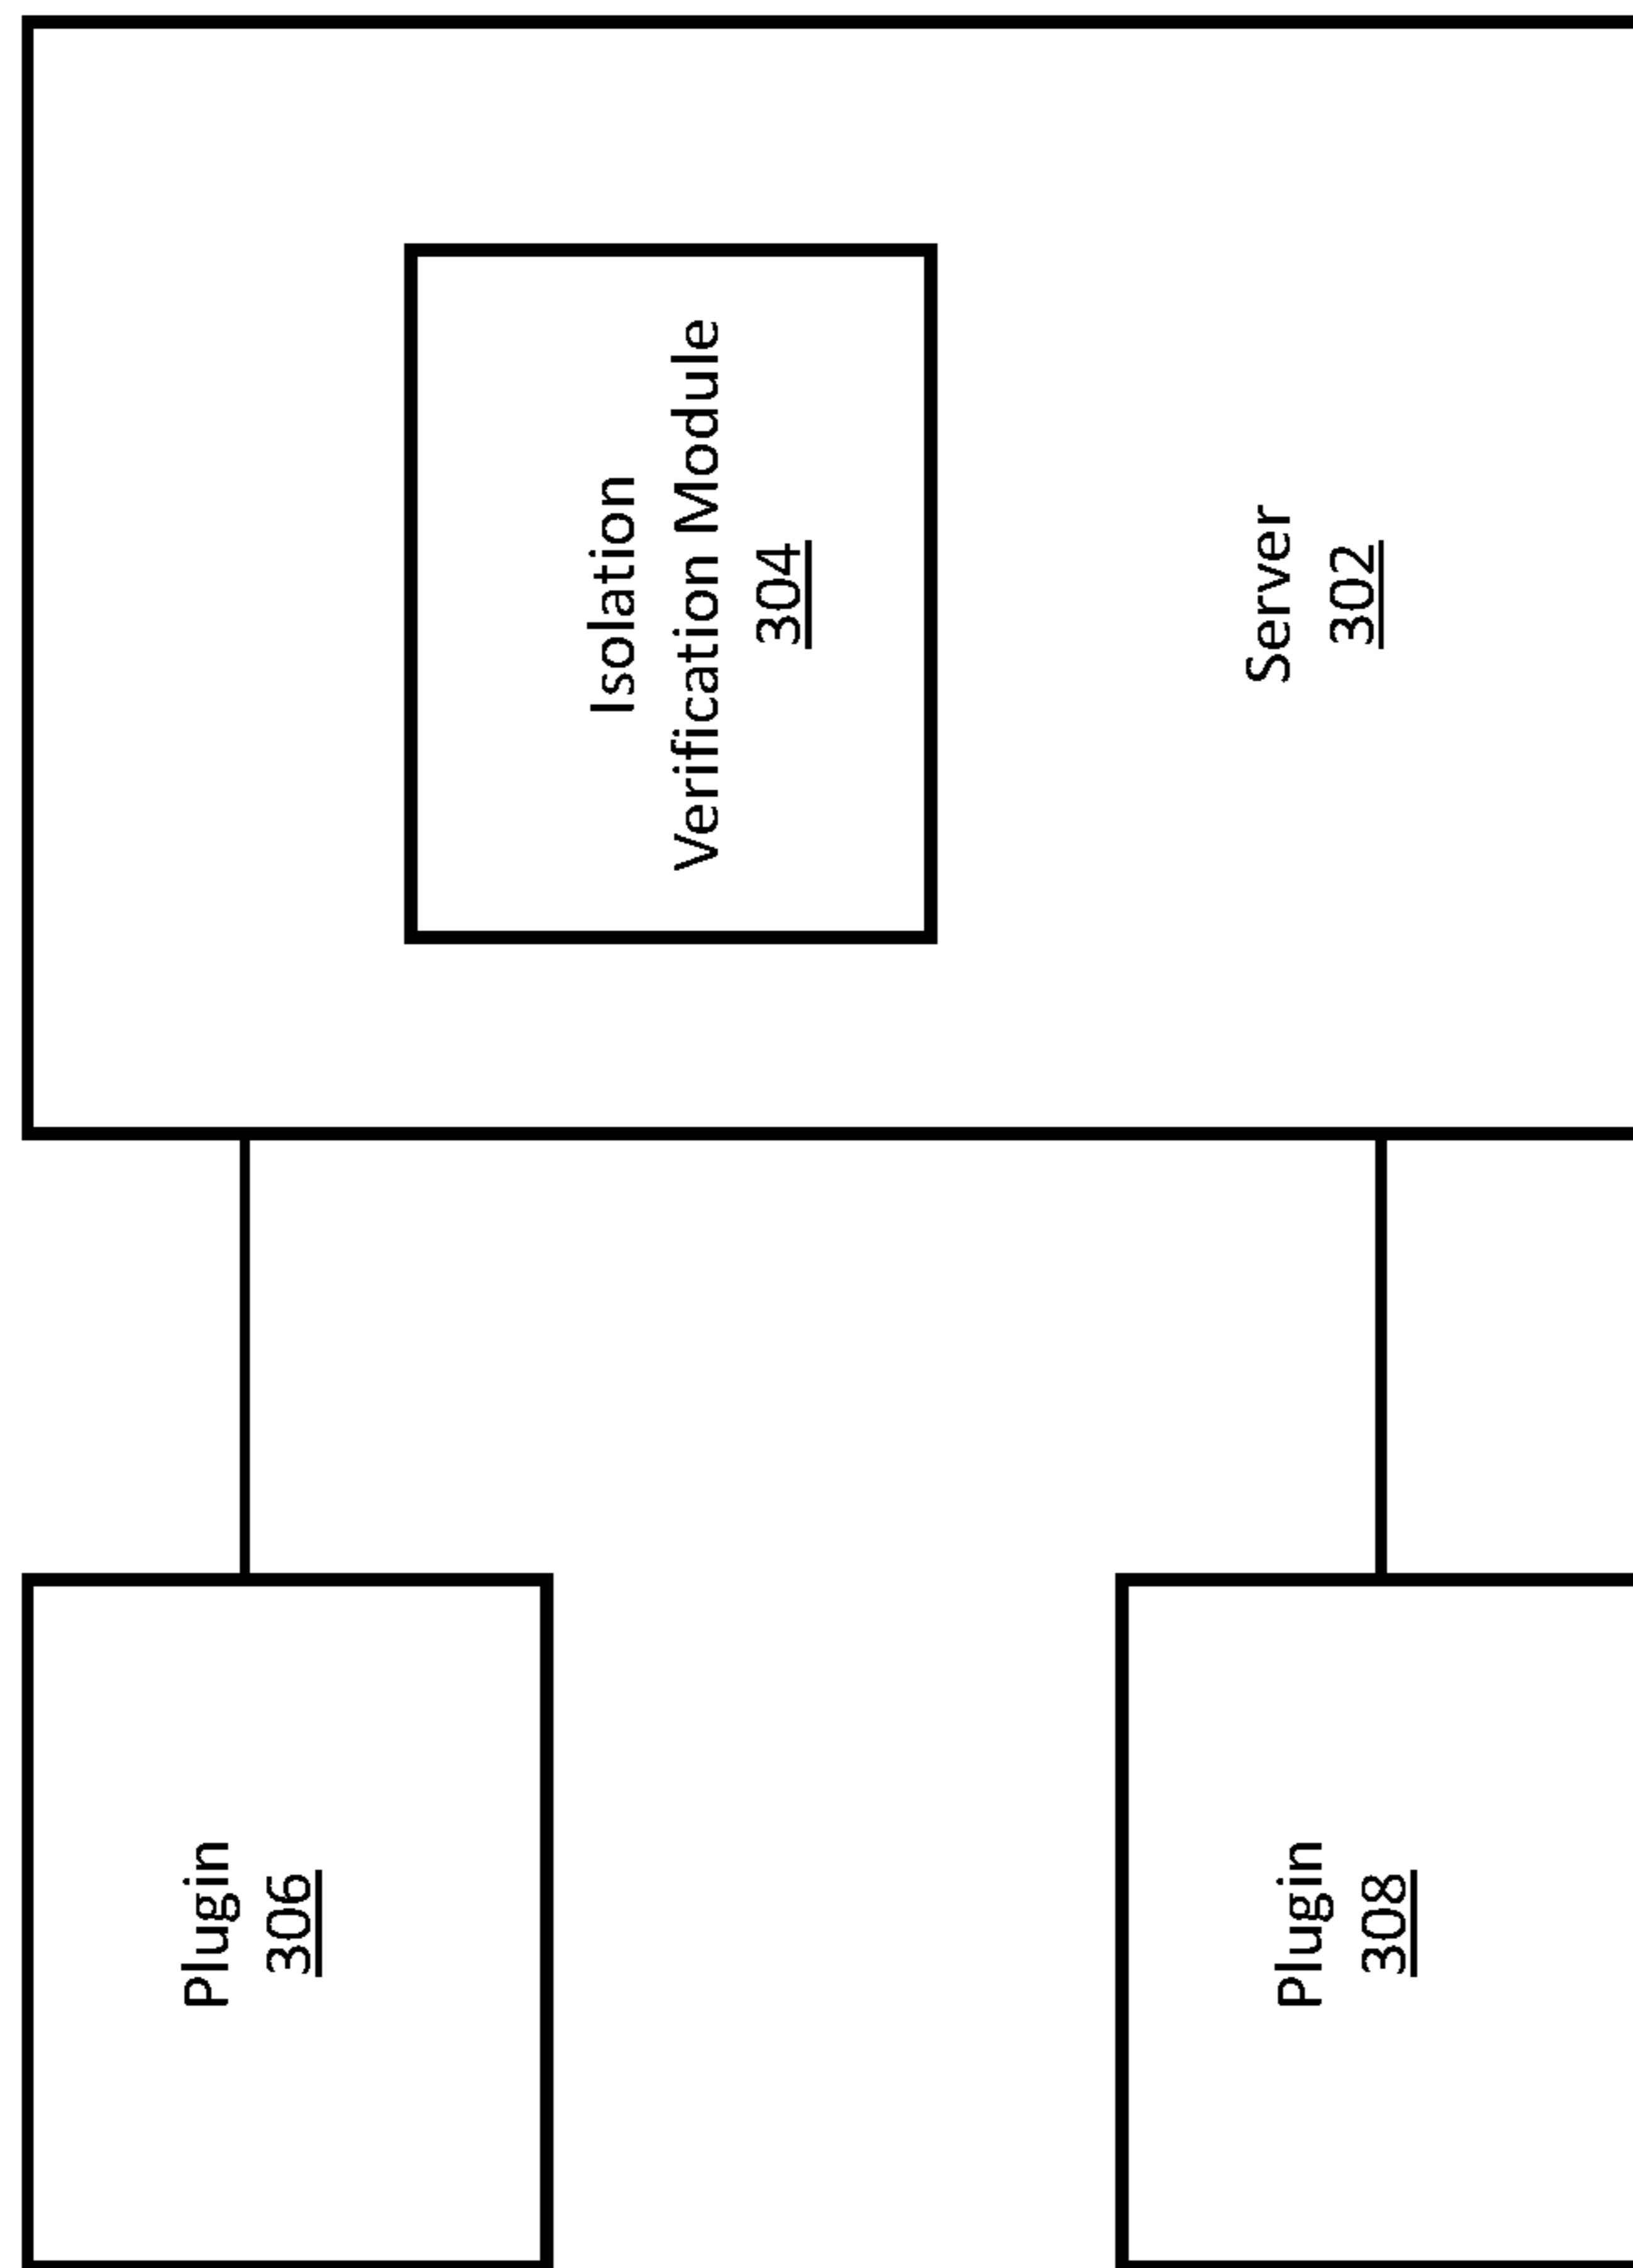 Plugin
306
Plugin
308
Isolation
Verification Module
304
Server
302